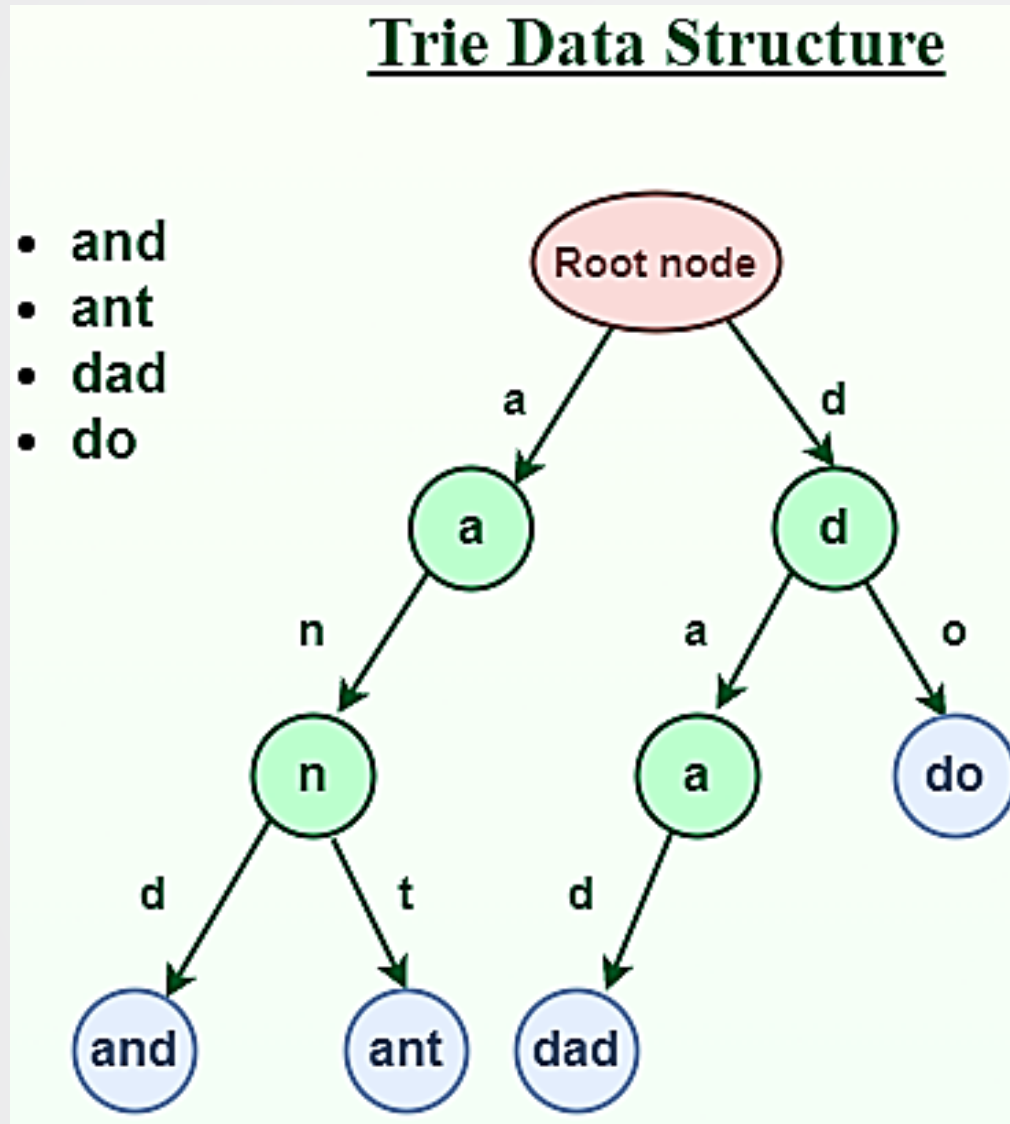 Trie Data Structure
• and
• ant
• dad
• do
Root node
a
d
a
d
n
a
o
n
a
do
d
t
d
and
ant
dad